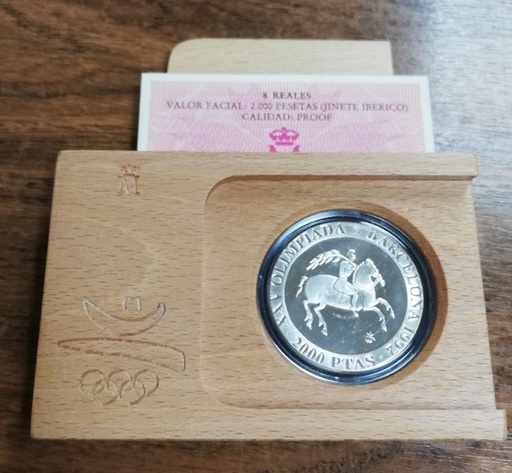 8 REALES
VALOR FACIAL: 2.000 PESETAS (JINETE IBERICO)
CALIDAD: PROOF
XXV OLIMPIADA · BARCELONA 1992
2000 PTAS ·